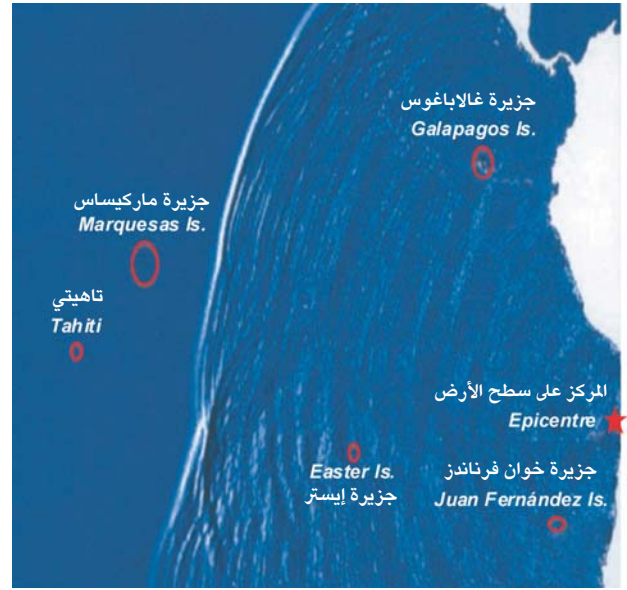 جزيرة غالاباغوس
Galapagos Is.
جزيرة ماركيساس
Marquesas Is.
تاهيتي
Tahiti
المركز على سطح الأرض
Epicentre
Easter Is.
جزيرة إيستر
جزيرة خوان فرناندز
Juan Fernández Is.